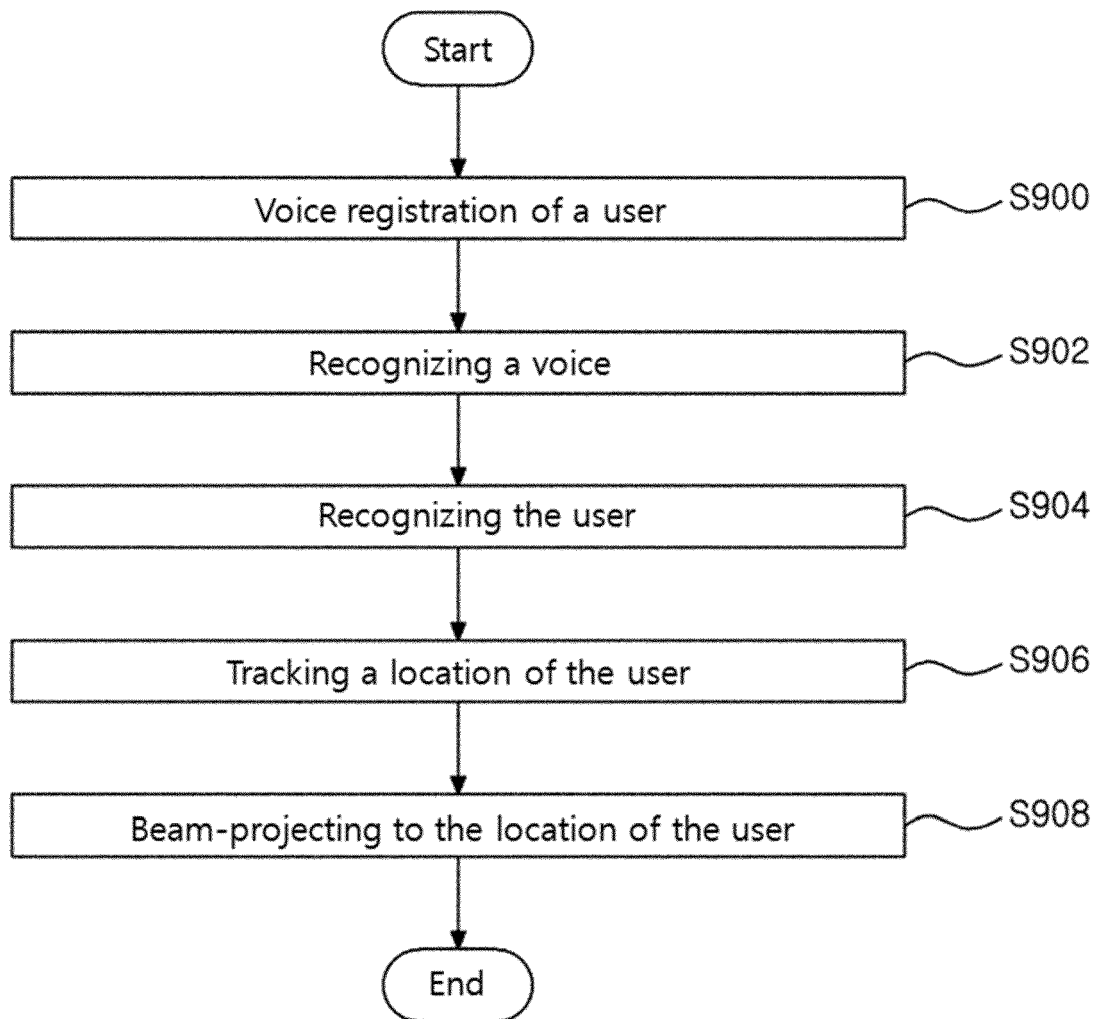 Start
Voice registration of a user
S900
Recognizing a voice
S902
Recognizing the user
S904
Tracking a location of the user
S906
Beam-projecting to the location of the user
S908
End